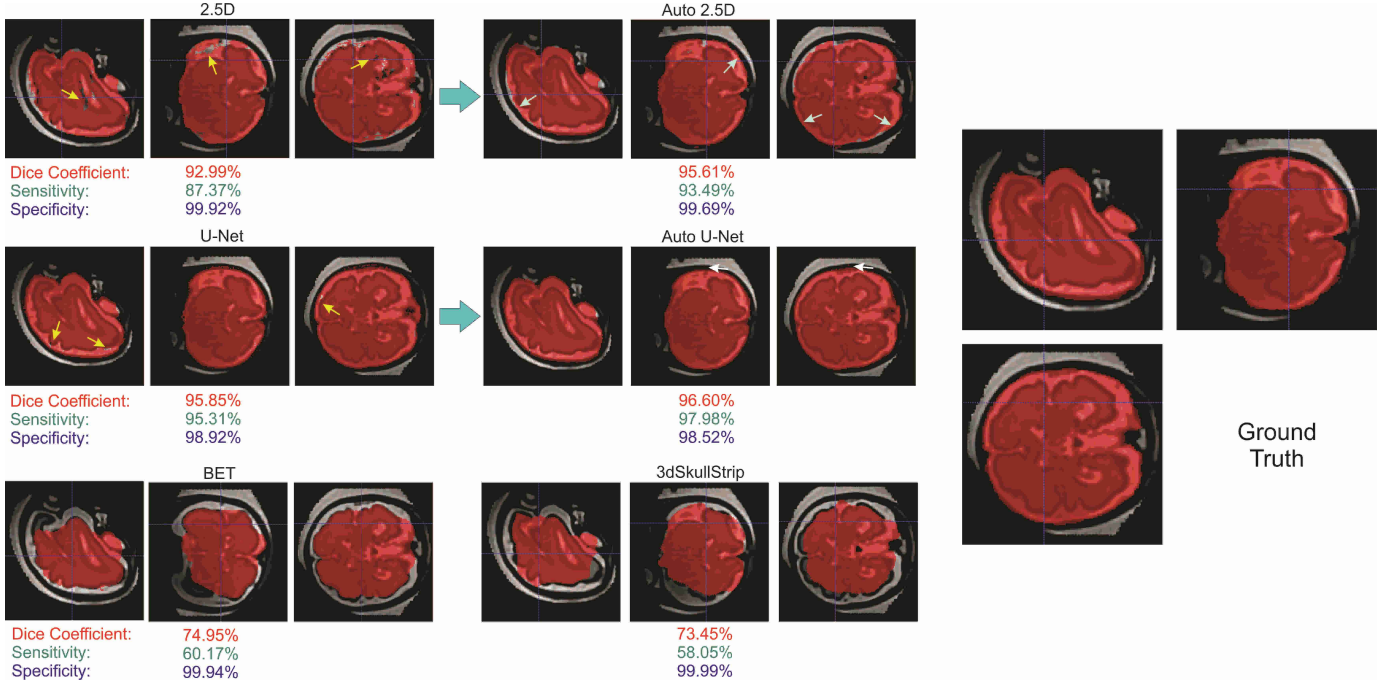 2.5D
Auto 2.5D
Dice Coefficient: 92.99% 95.61%
Sensitivity: 87.37% 93.49%
Specificity: 99.92% 99.69%
U-Net
Auto U-Net
Dice Coefficient: 95.85% 96.60%
Sensitivity: 95.31% 97.98%
Specificity: 98.92% 98.52%
BET
3dSkullStrip
Dice Coefficient: 74.95% 73.45%
Sensitivity: 60.17% 58.05%
Specificity: 99.94% 99.99%
Ground
Truth